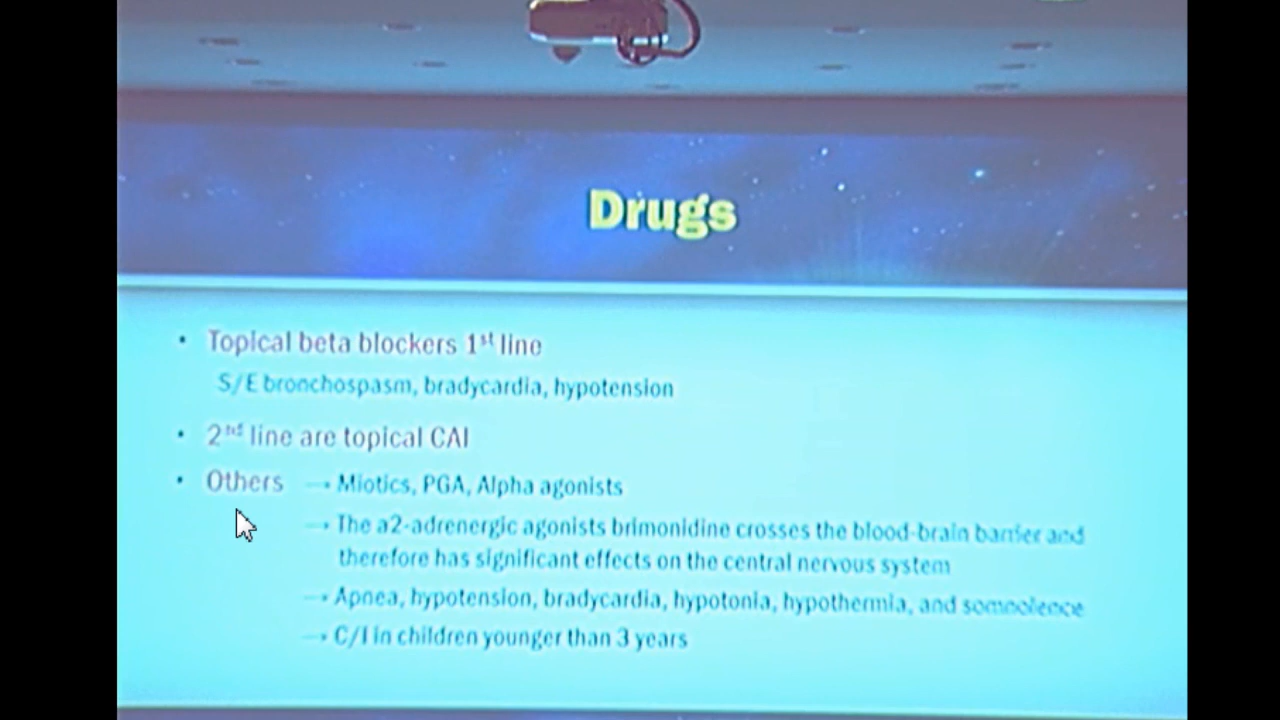 Drugs
• Topical beta blockers 1st line
S/E bronchospasm, bradycardia, hypotension
• 2nd line are topical CAI
• Others → Miotics, PGA, Alpha agonists
→ The a2-adrenergic agonists brimonidine crosses the blood-brain barrier and
therefore has significant effects on the central nervous system
→ Apnea, hypotension, bradycardia, hypotonia, hypothermia, and somnolence
→ C/I in children younger than 3 years